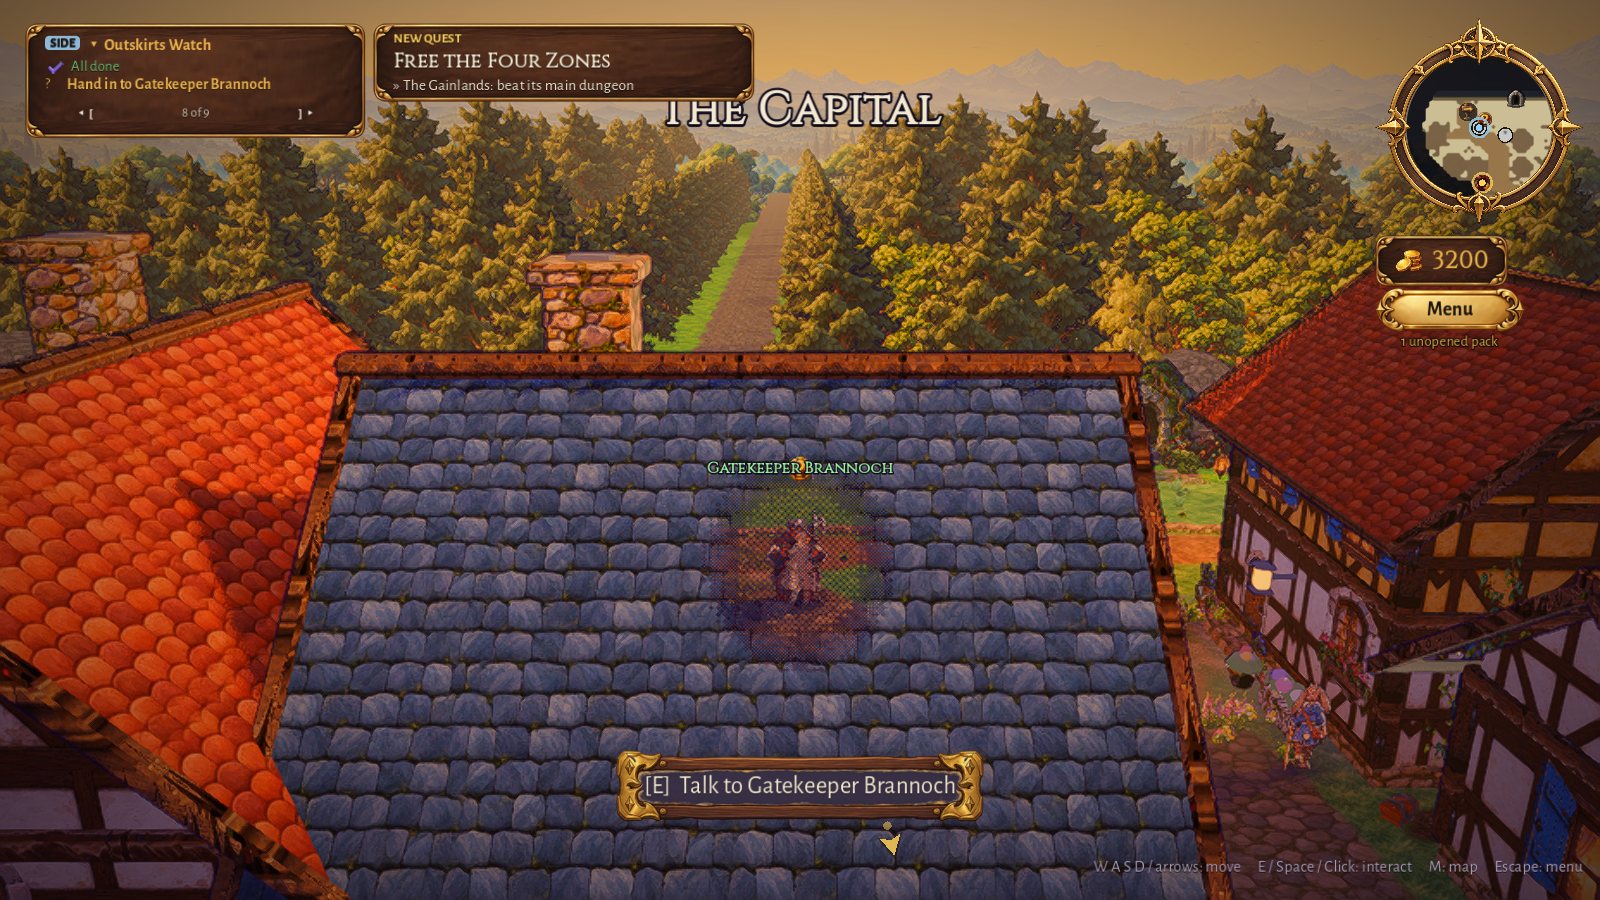 SIDE ▾ Outskirts Watch
All done
? Hand in to Gatekeeper Brannoch
[ 8 of 9 ]
NEW QUEST
FREE THE FOUR ZONES
» The Gainlands: beat its main dungeon
THE CAPITAL
3200
Menu
1 unopened pack
GATEKEEPER BRANNOCH
[E] Talk to Gatekeeper Brannoch
W A S D / arrows: move E / Space / Click: interact M: map Escape: menu